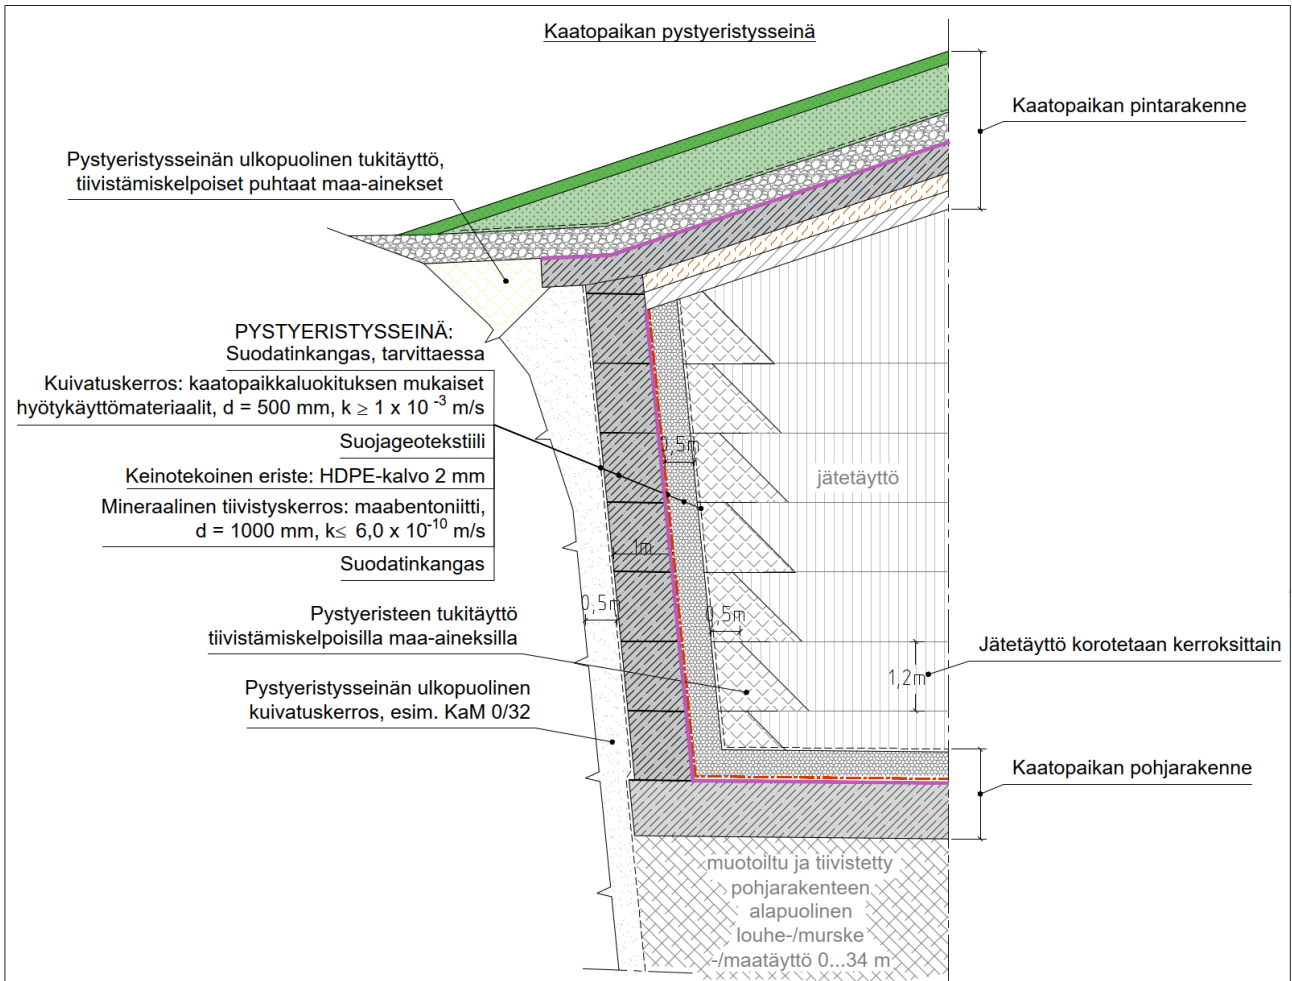 Kaatopaikan pystyeristysseinä
Kaatopaikan pintarakenne
Pystyeristysseinän ulkopuolinen tukitäyttö,
tiivistämiskelpoiset puhtaat maa-ainekset
PYSTYERISTYSSEINÄ:
Suodatinkangas, tarvittaessa
Kuivatuskerros: kaatopaikkaluokituksen mukaiset
hyötykäyttömateriaalit, d = 500 mm, k ≥ 1 x 10 ⁻³ m/s
Suojageotekstiili
Keinotekoinen eriste: HDPE-kalvo 2 mm
Mineraalinen tiivistyskerros: maabentoniitti,
d = 1000 mm, k≤ 6,0 x 10⁻¹⁰ m/s
Suodatinkangas
0,5m
jätetäyttö
1m
0,5m
0,5m
Pystyeristeen tukitäyttö
tiivistämiskelpoisilla maa-aineksilla
Jätetäyttö korotetaan kerroksittain
1,2m
Pystyeristysseinän ulkopuolinen
kuivatuskerros, esim. KaM 0/32
Kaatopaikan pohjarakenne
muotoiltu ja tiivistetty
pohjarakenteen
alapuolinen
louhe-/murske
-/maatäyttö 0...34 m